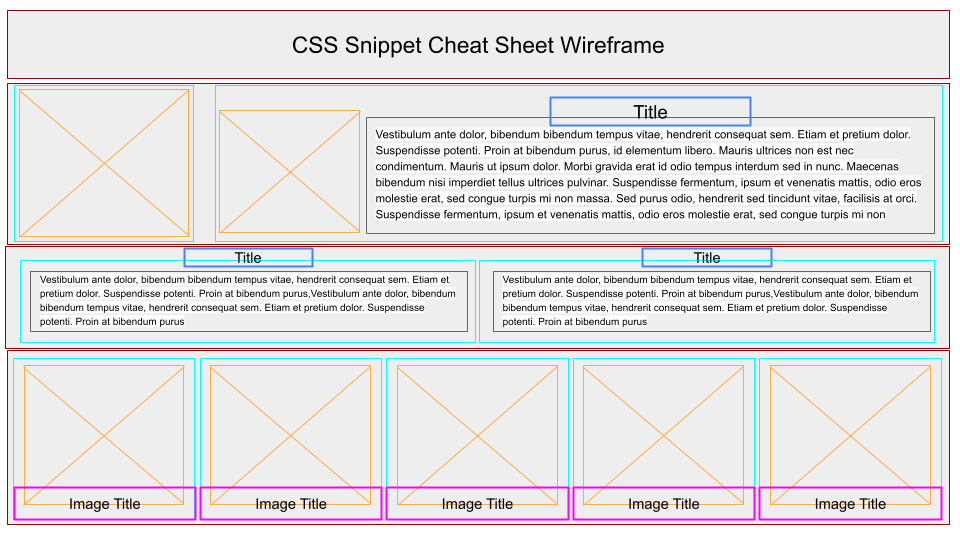 CSS Snippet Cheat Sheet Wireframe
Title
Vestibulum ante dolor, bibendum bibendum tempus vitae, hendrerit consequat sem. Etiam et pretium dolor.
Suspendisse potenti. Proin at bibendum purus, id elementum libero. Mauris ultrices non est nec
condimentum. Mauris ut ipsum dolor. Morbi gravida erat id odio tempus interdum sed in nunc. Maecenas
bibendum nisi imperdiet tellus ultrices pulvinar. Suspendisse fermentum, ipsum et venenatis mattis, odio eros
molestie erat, sed congue turpis mi non massa. Sed purus odio, hendrerit sed tincidunt vitae, facilisis at orci.
Suspendisse fermentum, ipsum et venenatis mattis, odio eros molestie erat, sed congue turpis mi non
Title
Vestibulum ante dolor, bibendum bibendum tempus vitae, hendrerit consequat sem. Etiam et
pretium dolor. Suspendisse potenti. Proin at bibendum purus,Vestibulum ante dolor, bibendum
bibendum tempus vitae, hendrerit consequat sem. Etiam et pretium dolor. Suspendisse
potenti. Proin at bibendum purus
Title
Vestibulum ante dolor, bibendum bibendum tempus vitae, hendrerit consequat sem. Etiam et
pretium dolor. Suspendisse potenti. Proin at bibendum purus,Vestibulum ante dolor, bibendum
bibendum tempus vitae, hendrerit consequat sem. Etiam et pretium dolor. Suspendisse
potenti. Proin at bibendum purus
Image Title
Image Title
Image Title
Image Title
Image Title